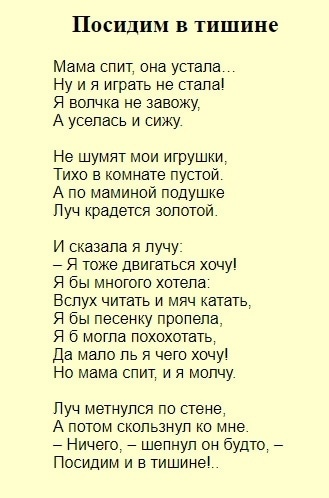 Посидим в тишине
Мама спит, она устала…
Ну и я играть не стала!
Я волчка не завожу,
А уселась и сижу.
Не шумят мои игрушки,
Тихо в комнате пустой.
А по маминой подушке
Луч крадется золотой.
И сказала я лучу:
– Я тоже двигаться хочу!
Я бы многого хотела:
Вслух читать и мяч катать,
Я бы песенку пропела,
Я б могла похохотать,
Да мало ль я чего хочу!
Но мама спит, и я молчу.
Луч метнулся по стене,
А потом скользнул ко мне.
– Ничего, – шепнул он будто, –
Посидим и в тишине!..